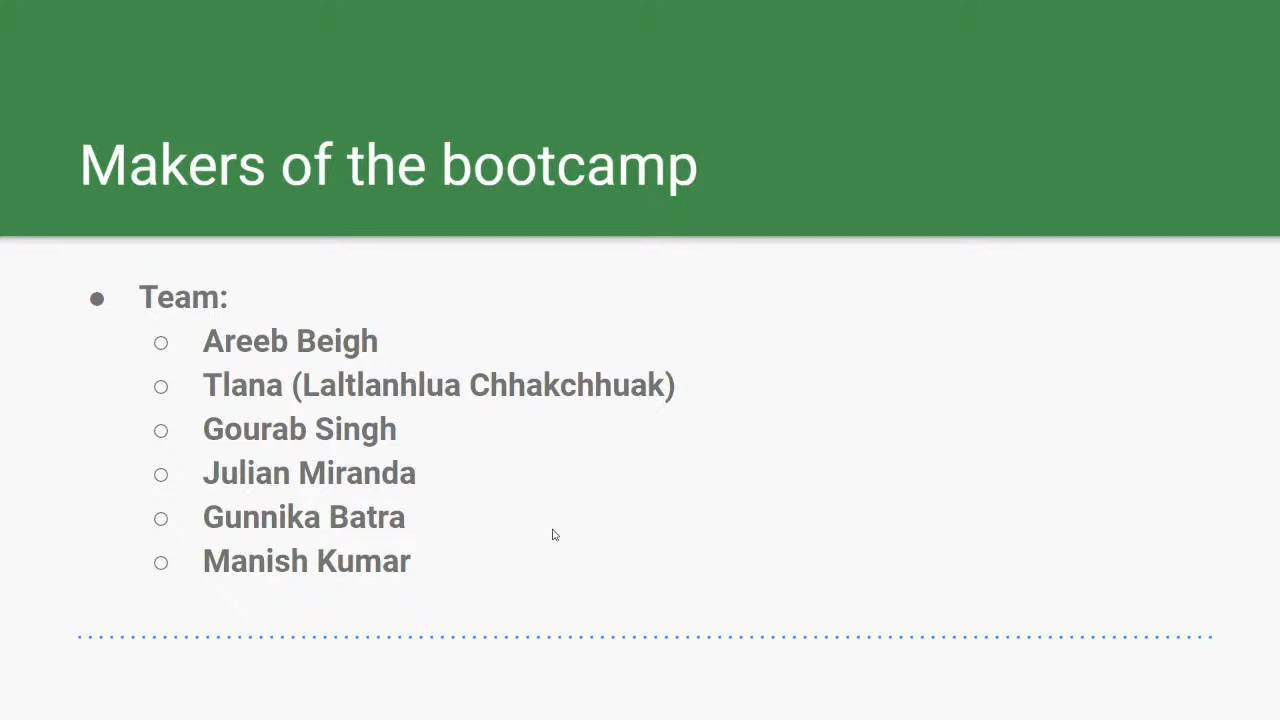 Makers of the bootcamp
● Team:
○ Areeb Beigh
○ Tlana (Laltlanhlua Chhakchhuak)
○ Gourab Singh
○ Julian Miranda
○ Gunnika Batra
○ Manish Kumar